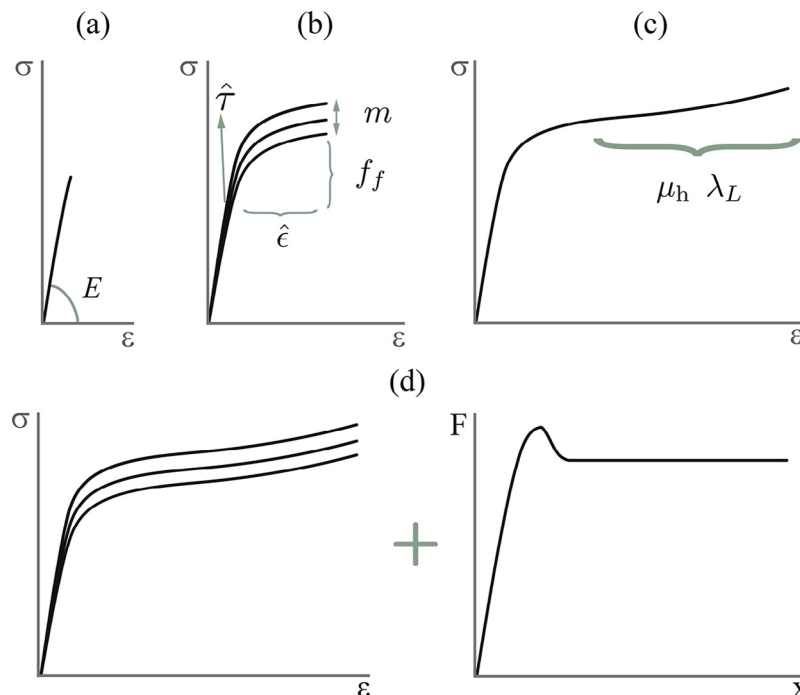 (a) (b) (c)
σ σ σ
τ̂
m
f_f
ϵ̂
E
μ_h λ_L
ε ε ε
(d)
σ F
+
ε x